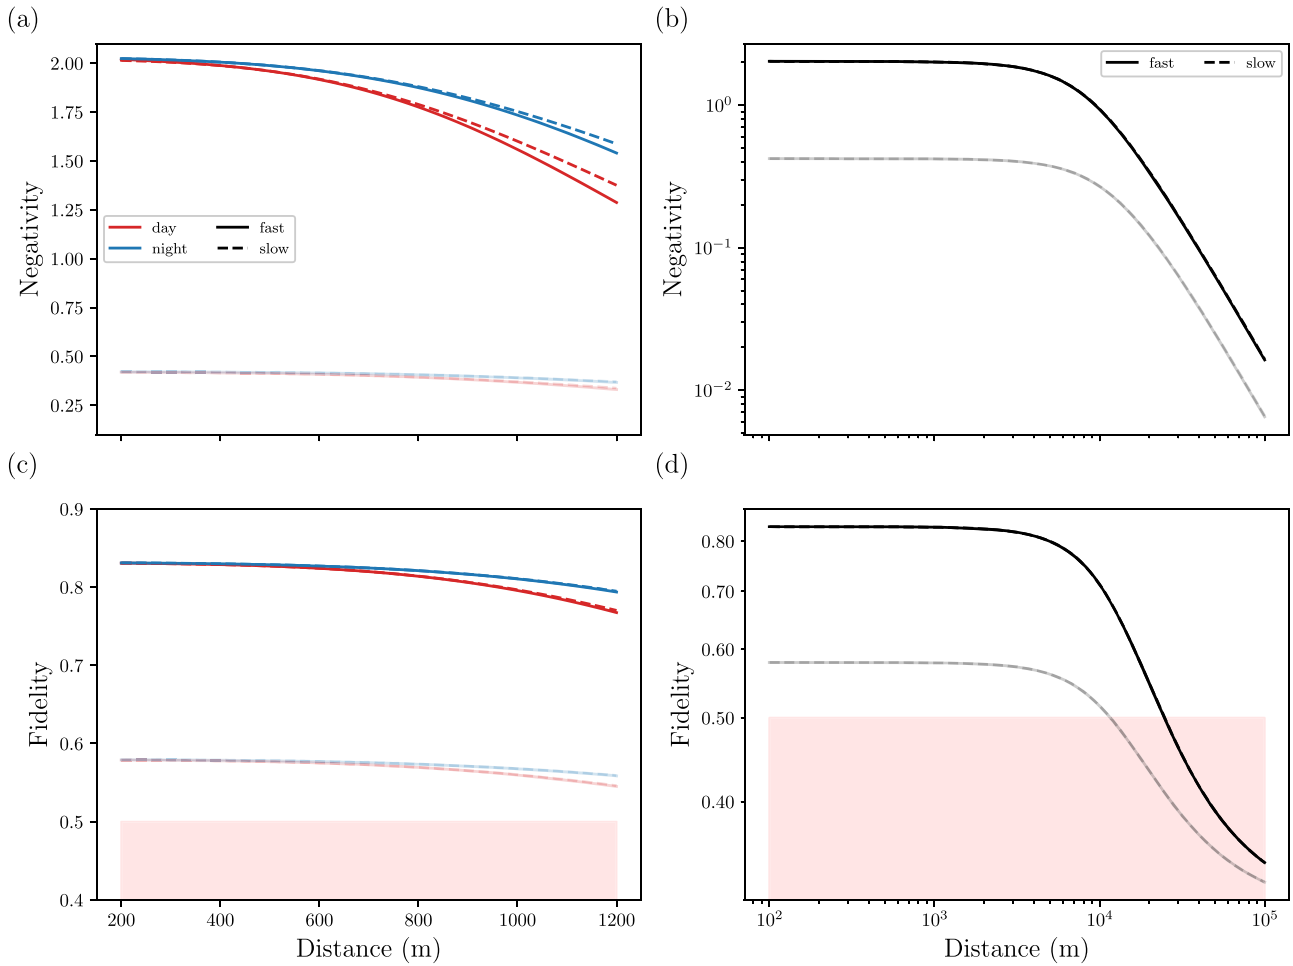 (a)
2.00
1.75
1.50
1.25
1.00
0.75
0.50
0.25
Negativity
day
night
fast
slow
(b)
10^0
10^-1
10^-2
Negativity
fast
slow
(c)
0.9
0.8
0.7
0.6
0.5
0.4
Fidelity
200 400 600 800 1000 1200
Distance (m)
(d)
0.80
0.70
0.60
0.50
0.40
Fidelity
10^2 10^3 10^4 10^5
Distance (m)